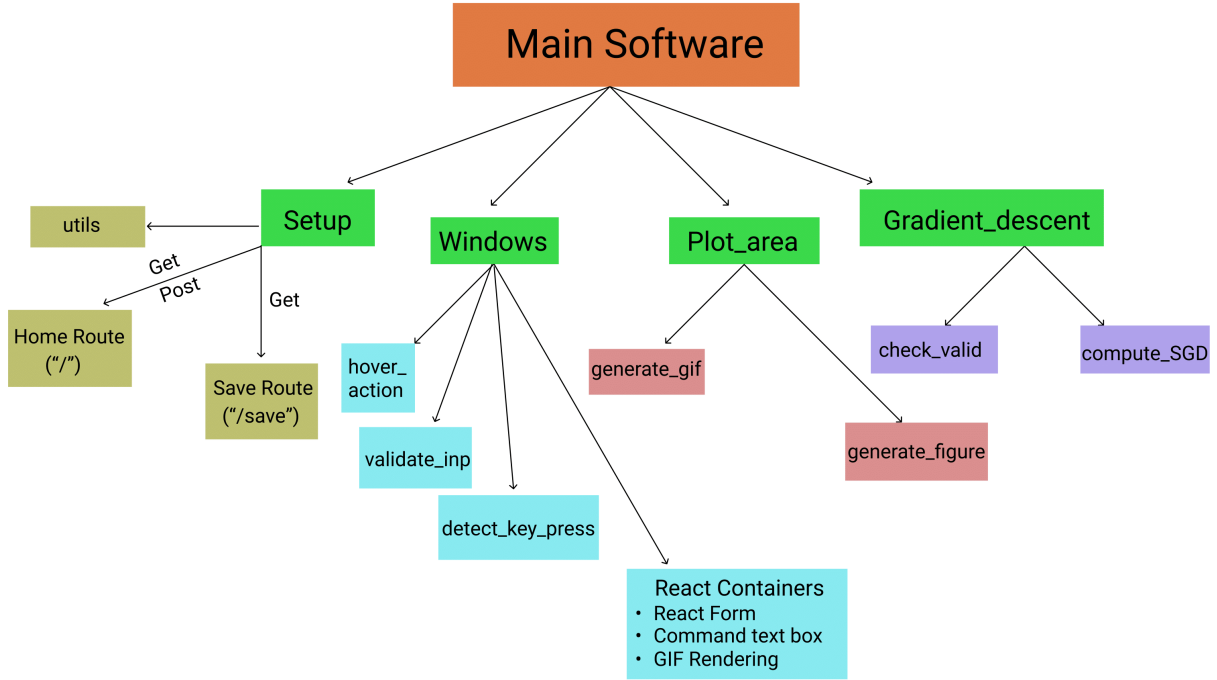 Main Software
Setup
Windows
Plot_area
Gradient_descent
utils
Get
Post
Get
Home Route
(“/”)
Save Route
(“/save”)
hover_
action
validate_inp
detect_key_press
React Containers
• React Form
• Command text box
• GIF Rendering
generate_gif
generate_figure
check_valid
compute_SGD